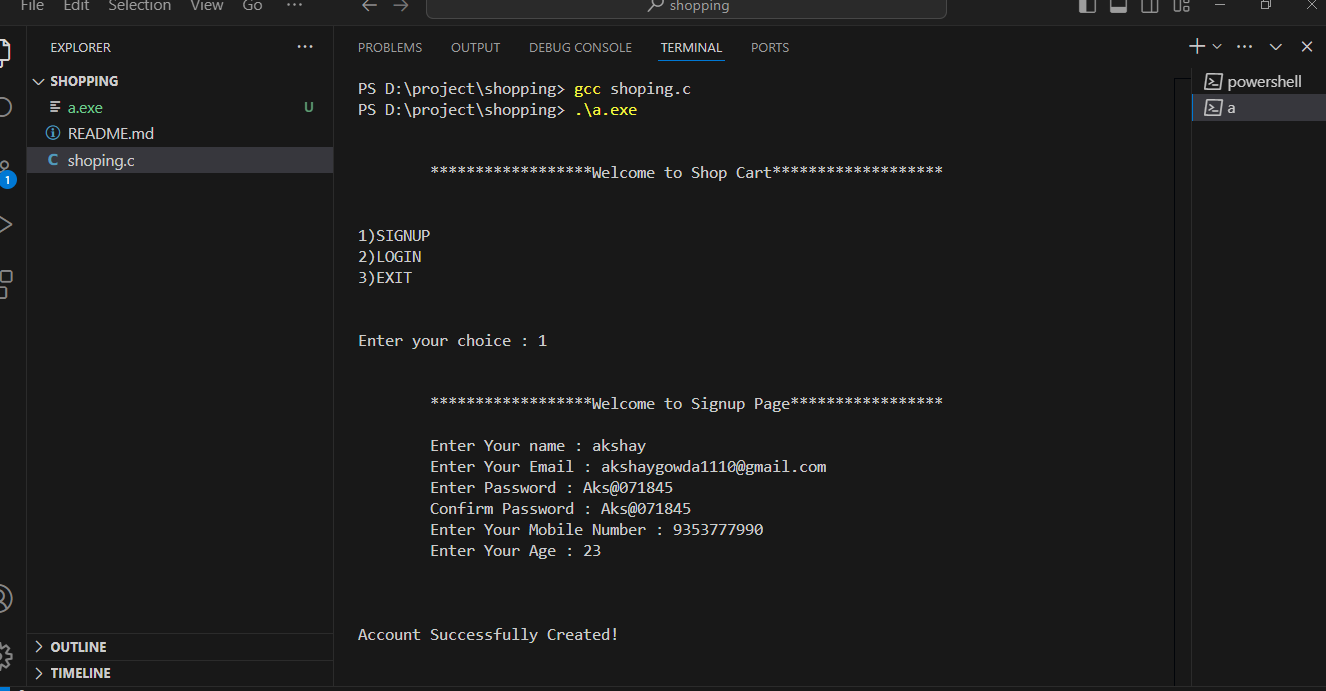 File Edit Selection View Go ··· shopping
EXPLORER ···
SHOPPING
a.exe U
README.md
C shoping.c
1
OUTLINE
TIMELINE
PROBLEMS OUTPUT DEBUG CONSOLE TERMINAL PORTS
PS D:\project\shopping> gcc shoping.c
PS D:\project\shopping> .\a.exe
******************Welcome to Shop Cart*******************
1)SIGNUP
2)LOGIN
3)EXIT
Enter your choice : 1
******************Welcome to Signup Page*****************
Enter Your name : akshay
Enter Your Email : akshaygowda1110@gmail.com
Enter Password : Aks@071845
Confirm Password : Aks@071845
Enter Your Mobile Number : 9353777990
Enter Your Age : 23
Account Successfully Created!
powershell
a